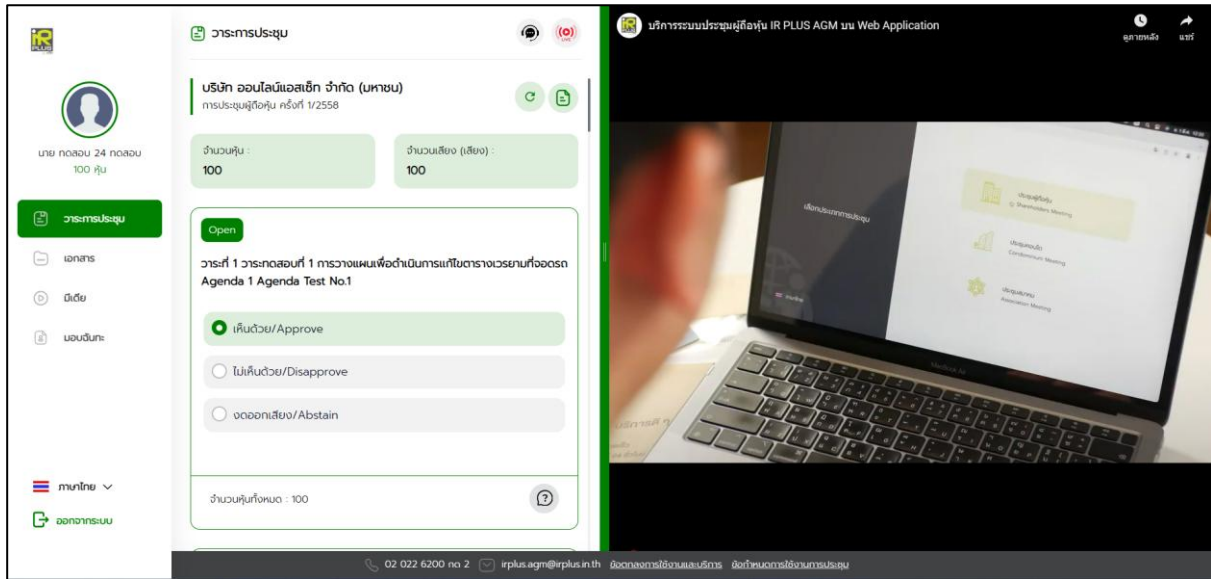 iR
PLUS
นาย ทดสอบ 24 ทดสอบ
100 หุ้น
วาระการประชุม
เอกสาร
มีเดีย
มอบฉันทะ
ภาษาไทย
ออกจากระบบ
วาระการประชุม
LIVE
บริษัท ออนไลน์แอสเซ็ท จำกัด (มหาชน)
การประชุมผู้ถือหุ้น ครั้งที่ 1/2558
จำนวนหุ้น :
100
จำนวนเสียง (เสียง) :
100
Open
วาระที่ 1 วาระทดสอบที่ 1 การวางแผนเพื่อดำเนินการแก้ไขตารางเวรยามที่จอดรถ
Agenda 1 Agenda Test No.1
เห็นด้วย/Approve
ไม่เห็นด้วย/Disapprove
งดออกเสียง/Abstain
จำนวนหุ้นทั้งหมด : 100
บริการระบบประชุมผู้ถือหุ้น IR PLUS AGM บน Web Application
ดูภายหลัง
แชร์
เลือกประเภทการประชุม
ประชุมผู้ถือหุ้น
Shareholders Meeting
ประชุมคอนโด
Condominium Meeting
ประชุมสมาคม
Association Meeting
MacBook Air
02 022 6200 กด 2 irplus.agm@irplus.in.th ข้อตกลงการใช้งานและบริการ ข้อกำหนดการใช้งานการประชุม